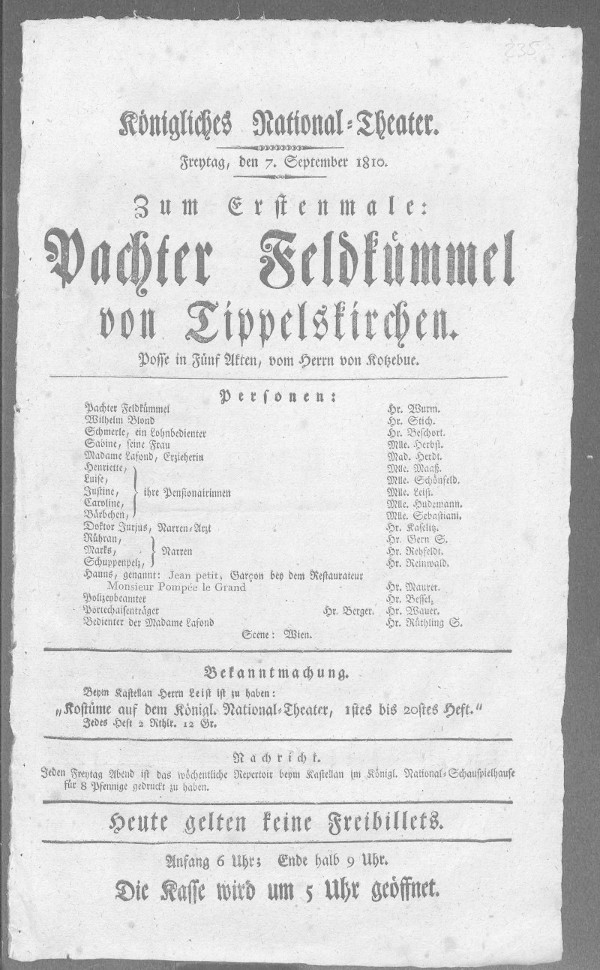 235
Königliches National-Theater.
Freytag, den 7. September 1810.
Zum Erstenmale:
Pachter Feldkümmel
von Tippelskirchen.
Posse in Fünf Akten, vom Herrn von Kotzebue.
Personen:
Pachter Feldkümmel Hr. Wurm.
Wilhelm Blond Hr. Stich.
Schmerle, ein Lohnbedienter Hr. Beschort.
Sabine, seine Frau Mlle. Herbst.
Madame Lafond, Erzieherin Mad. Herdt.
Henriette, Mlle. Maaß.
Luise, Mlle. Schönfeld.
Justine, ihre Pensionairinnen Mlle. Leist.
Caroline, Mlle. Hudemann.
Bärbchen, Mlle. Sebastiani.
Doktor Jurjus, Narren-Arzt Hr. Kaselitz.
Rühran, Hr. Gern S.
Marks, Narren Hr. Rehfeldt.
Schuppenpelz, Hr. Reinwald.
Hanns, genannt: Jean petit, Garçon bey dem Restaurateur
Monsieur Pompée le Grand Hr. Maurer.
Polizeybeamter Hr. Bessel,
Portechaisenträger Hr. Berger. Hr. Wauer.
Bedienter der Madame Lafond Hr. Rüthling S.
Scene: Wien.
Bekanntmachung.
Beym Kastellan Herrn Leist ist zu haben:
„Kostüme auf dem Königl. National-Theater, 1stes bis 20stes Heft.“
Jedes Heft 2 Rthlr. 12 Gr.
Nachricht.
Jeden Freytag Abend ist das wöchentliche Repertoir beym Kastellan im Königl. National-Schauspielhause
für 8 Pfennige gedruckt zu haben.
Heute gelten keine Freibillets.
Anfang 6 Uhr; Ende halb 9 Uhr.
Die Kasse wird um 5 Uhr geöffnet.